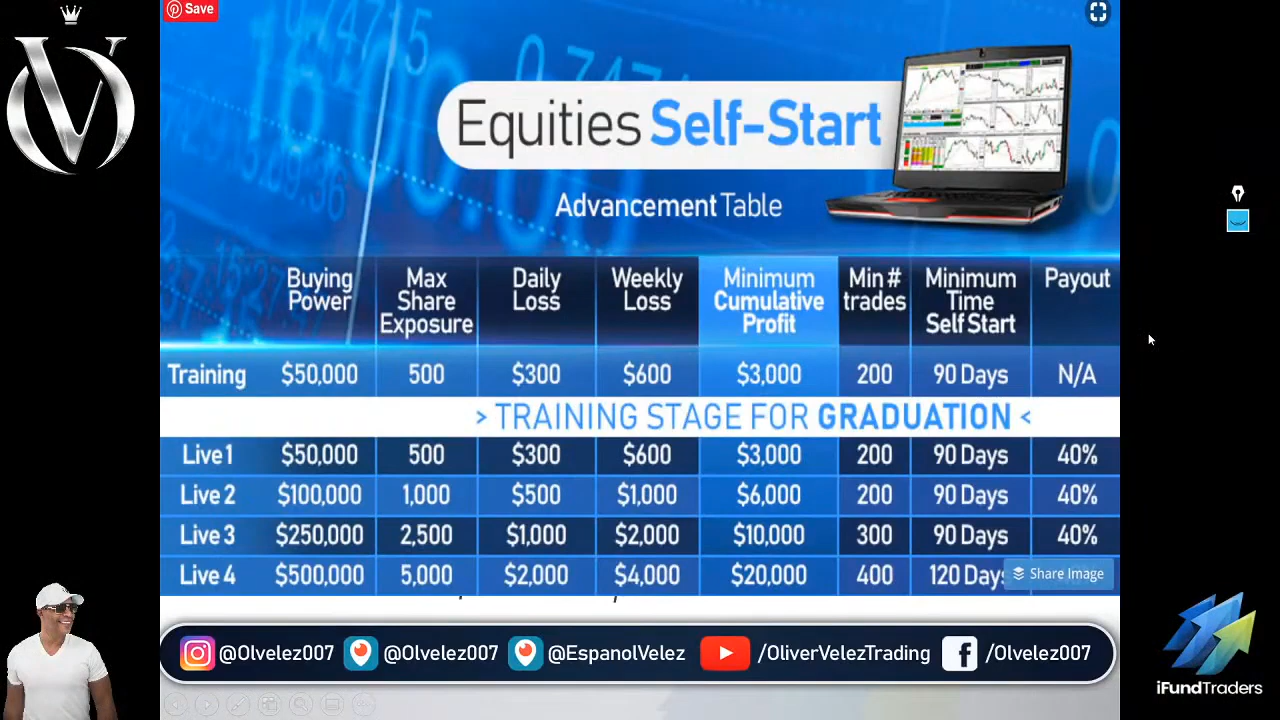 Save
Equities Self-Start
Advancement Table
Buying Power Max Share Exposure Daily Loss Weekly Loss Minimum Cumulative Profit Min # trades Minimum Time Self Start Payout
Training $50,000 500 $300 $600 $3,000 200 90 Days N/A
> TRAINING STAGE FOR GRADUATION <
Live 1 $50,000 500 $300 $600 $3,000 200 90 Days 40%
Live 2 $100,000 1,000 $500 $1,000 $6,000 200 90 Days 40%
Live 3 $250,000 2,500 $1,000 $2,000 $10,000 300 90 Days 40%
Live 4 $500,000 5,000 $2,000 $4,000 $20,000 400 120 Days
Share Image
@Olvelez007 @Olvelez007 @EspanolVelez /OliverVelezTrading /Olvelez007
iFundTraders